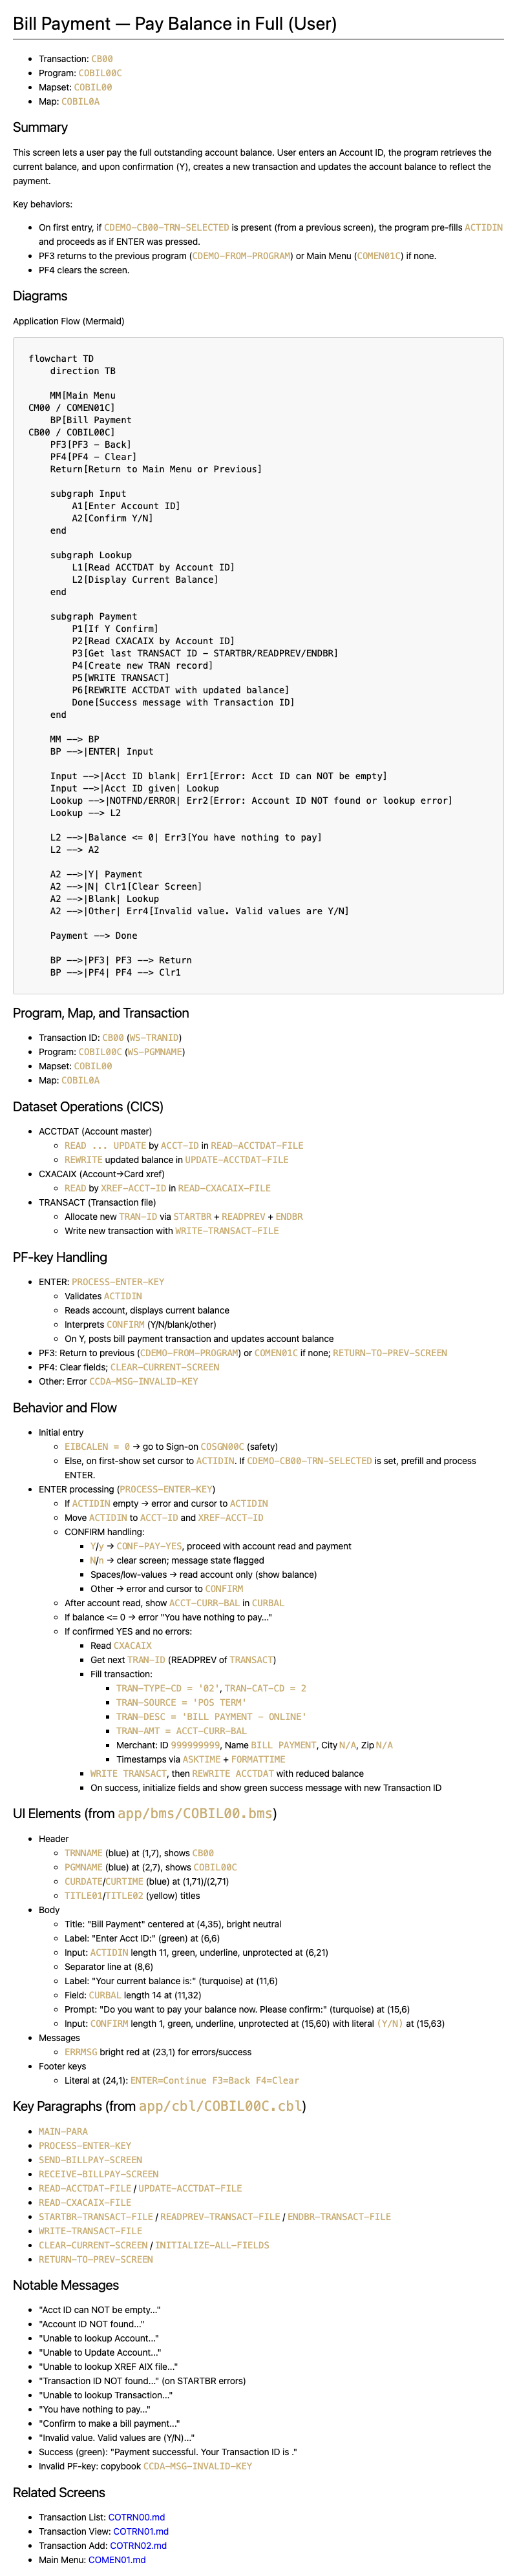 Bill Payment — Pay Balance in Full (User)
• Transaction: CB00
• Program: COBIL00C
• Mapset: COBIL00
• Map: COBIL0A
Summary
This screen lets a user pay the full outstanding account balance. User enters an Account ID, the program retrieves the
current balance, and upon confirmation (Y), creates a new transaction and updates the account balance to reflect the
payment.
Key behaviors:
• On first entry, if CDEMO-CB00-TRN-SELECTED is present (from a previous screen), the program pre-fills ACTIDIN
and proceeds as if ENTER was pressed.
• PF3 returns to the previous program (CDEMO-FROM-PROGRAM) or Main Menu (COMEN01C) if none.
• PF4 clears the screen.
Diagrams
Application Flow (Mermaid)
flowchart TD
    direction TB
    MM[Main Menu
CM00 / COMEN01C]
    BP[Bill Payment
CB00 / COBIL00C]
    PF3[PF3 - Back]
    PF4[PF4 - Clear]
    Return[Return to Main Menu or Previous]
    subgraph Input
        A1[Enter Account ID]
        A2[Confirm Y/N]
    end
    subgraph Lookup
        L1[Read ACCTDAT by Account ID]
        L2[Display Current Balance]
    end
    subgraph Payment
        P1[If Y Confirm]
        P2[Read CXACAIX by Account ID]
        P3[Get last TRANSACT ID - STARTBR/READPREV/ENDBR]
        P4[Create new TRAN record]
        P5[WRITE TRANSACT]
        P6[REWRITE ACCTDAT with updated balance]
        Done[Success message with Transaction ID]
    end
    MM --> BP
    BP -->|ENTER| Input
    Input -->|Acct ID blank| Err1[Error: Acct ID can NOT be empty]
    Input -->|Acct ID given| Lookup
    Lookup -->|NOTFND/ERROR| Err2[Error: Account ID NOT found or lookup error]
    Lookup --> L2
    L2 -->|Balance <= 0| Err3[You have nothing to pay]
    L2 --> A2
    A2 -->|Y| Payment
    A2 -->|N| Clr1[Clear Screen]
    A2 -->|Blank| Lookup
    A2 -->|Other| Err4[Invalid value. Valid values are Y/N]
    Payment --> Done
    BP -->|PF3| PF3 --> Return
    BP -->|PF4| PF4 --> Clr1
Program, Map, and Transaction
• Transaction ID: CB00 (WS-TRANID)
• Program: COBIL00C (WS-PGMNAME)
• Mapset: COBIL00
• Map: COBIL0A
Dataset Operations (CICS)
• ACCTDAT (Account master)
◦ READ ... UPDATE by ACCT-ID in READ-ACCTDAT-FILE
◦ REWRITE updated balance in UPDATE-ACCTDAT-FILE
• CXACAIX (Account→Card xref)
◦ READ by XREF-ACCT-ID in READ-CXACAIX-FILE
• TRANSACT (Transaction file)
◦ Allocate new TRAN-ID via STARTBR + READPREV + ENDBR
◦ Write new transaction with WRITE-TRANSACT-FILE
PF-key Handling
• ENTER: PROCESS-ENTER-KEY
◦ Validates ACTIDIN
◦ Reads account, displays current balance
◦ Interprets CONFIRM (Y/N/blank/other)
◦ On Y, posts bill payment transaction and updates account balance
• PF3: Return to previous (CDEMO-FROM-PROGRAM) or COMEN01C if none; RETURN-TO-PREV-SCREEN
• PF4: Clear fields; CLEAR-CURRENT-SCREEN
• Other: Error CCDA-MSG-INVALID-KEY
Behavior and Flow
• Initial entry
◦ EIBCALEN = 0 → go to Sign-on COSGN00C (safety)
◦ Else, on first-show set cursor to ACTIDIN. If CDEMO-CB00-TRN-SELECTED is set, prefill and process
ENTER.
• ENTER processing (PROCESS-ENTER-KEY)
◦ If ACTIDIN empty → error and cursor to ACTIDIN
◦ Move ACTIDIN to ACCT-ID and XREF-ACCT-ID
◦ CONFIRM handling:
▪ Y/y → CONF-PAY-YES, proceed with account read and payment
▪ N/n → clear screen; message state flagged
▪ Spaces/low-values → read account only (show balance)
▪ Other → error and cursor to CONFIRM
◦ After account read, show ACCT-CURR-BAL in CURBAL
◦ If balance <= 0 → error "You have nothing to pay..."
◦ If confirmed YES and no errors:
▪ Read CXACAIX
▪ Get next TRAN-ID (READPREV of TRANSACT)
▪ Fill transaction:
▪ TRAN-TYPE-CD = '02', TRAN-CAT-CD = 2
▪ TRAN-SOURCE = 'POS TERM'
▪ TRAN-DESC = 'BILL PAYMENT - ONLINE'
▪ TRAN-AMT = ACCT-CURR-BAL
▪ Merchant: ID 999999999, Name BILL PAYMENT, City N/A, Zip N/A
▪ Timestamps via ASKTIME + FORMATTIME
▪ WRITE TRANSACT, then REWRITE ACCTDAT with reduced balance
▪ On success, initialize fields and show green success message with new Transaction ID
UI Elements (from app/bms/COBIL00.bms)
• Header
◦ TRNNAME (blue) at (1,7), shows CB00
◦ PGMNAME (blue) at (2,7), shows COBIL00C
◦ CURDATE/CURTIME (blue) at (1,71)/(2,71)
◦ TITLE01/TITLE02 (yellow) titles
• Body
◦ Title: "Bill Payment" centered at (4,35), bright neutral
◦ Label: "Enter Acct ID:" (green) at (6,6)
◦ Input: ACTIDIN length 11, green, underline, unprotected at (6,21)
◦ Separator line at (8,6)
◦ Label: "Your current balance is:" (turquoise) at (11,6)
◦ Field: CURBAL length 14 at (11,32)
◦ Prompt: "Do you want to pay your balance now. Please confirm:" (turquoise) at (15,6)
◦ Input: CONFIRM length 1, green, underline, unprotected at (15,60) with literal (Y/N) at (15,63)
• Messages
◦ ERRMSG bright red at (23,1) for errors/success
• Footer keys
◦ Literal at (24,1): ENTER=Continue F3=Back F4=Clear
Key Paragraphs (from app/cbl/COBIL00C.cbl)
• MAIN-PARA
• PROCESS-ENTER-KEY
• SEND-BILLPAY-SCREEN
• RECEIVE-BILLPAY-SCREEN
• READ-ACCTDAT-FILE / UPDATE-ACCTDAT-FILE
• READ-CXACAIX-FILE
• STARTBR-TRANSACT-FILE / READPREV-TRANSACT-FILE / ENDBR-TRANSACT-FILE
• WRITE-TRANSACT-FILE
• CLEAR-CURRENT-SCREEN / INITIALIZE-ALL-FIELDS
• RETURN-TO-PREV-SCREEN
Notable Messages
• "Acct ID can NOT be empty..."
• "Account ID NOT found..."
• "Unable to lookup Account..."
• "Unable to Update Account..."
• "Unable to lookup XREF AIX file..."
• "Transaction ID NOT found..." (on STARTBR errors)
• "Unable to lookup Transaction..."
• "You have nothing to pay..."
• "Confirm to make a bill payment..."
• "Invalid value. Valid values are (Y/N)..."
• Success (green): "Payment successful. Your Transaction ID is ."
• Invalid PF-key: copybook CCDA-MSG-INVALID-KEY
Related Screens
• Transaction List: COTRN00.md
• Transaction View: COTRN01.md
• Transaction Add: COTRN02.md
• Main Menu: COMEN01.md